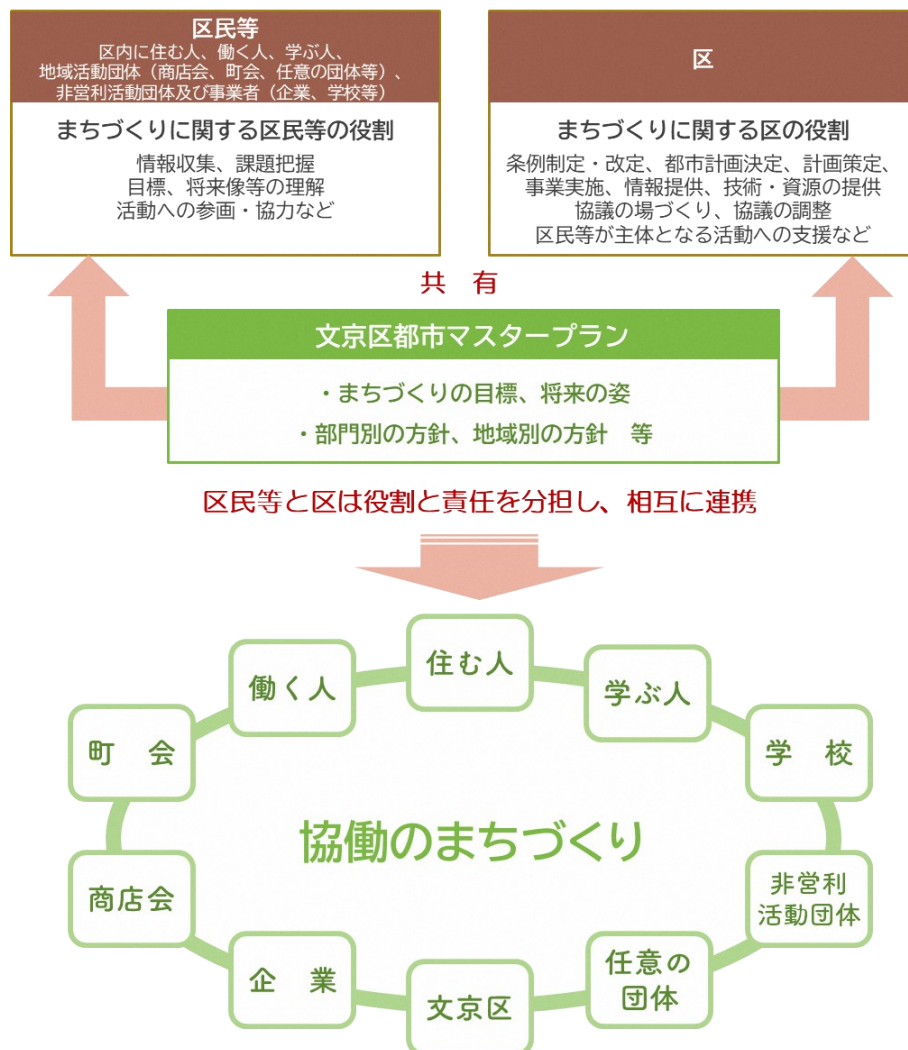 区民等
区内に住む人、働く人、学ぶ人、
地域活動団体（商店会、町会、任意の団体等）、
非営利活動団体及び事業者（企業、学校等）
まちづくりに関する区民等の役割
情報収集、課題把握
目標、将来像等の理解
活動への参画・協力など
区
まちづくりに関する区の役割
条例制定・改定、都市計画決定、計画策定、
事業実施、情報提供、技術・資源の提供
協議の場づくり、協議の調整
区民等が主体となる活動への支援など
共　有
文京区都市マスタープラン
・まちづくりの目標、将来の姿
・部門別の方針、地域別の方針　等
区民等と区は役割と責任を分担し、相互に連携
住む人
働く人
学ぶ人
町　会
学　校
協働のまちづくり
商店会
非営利
活動団体
企　業
任意の
団体
文京区